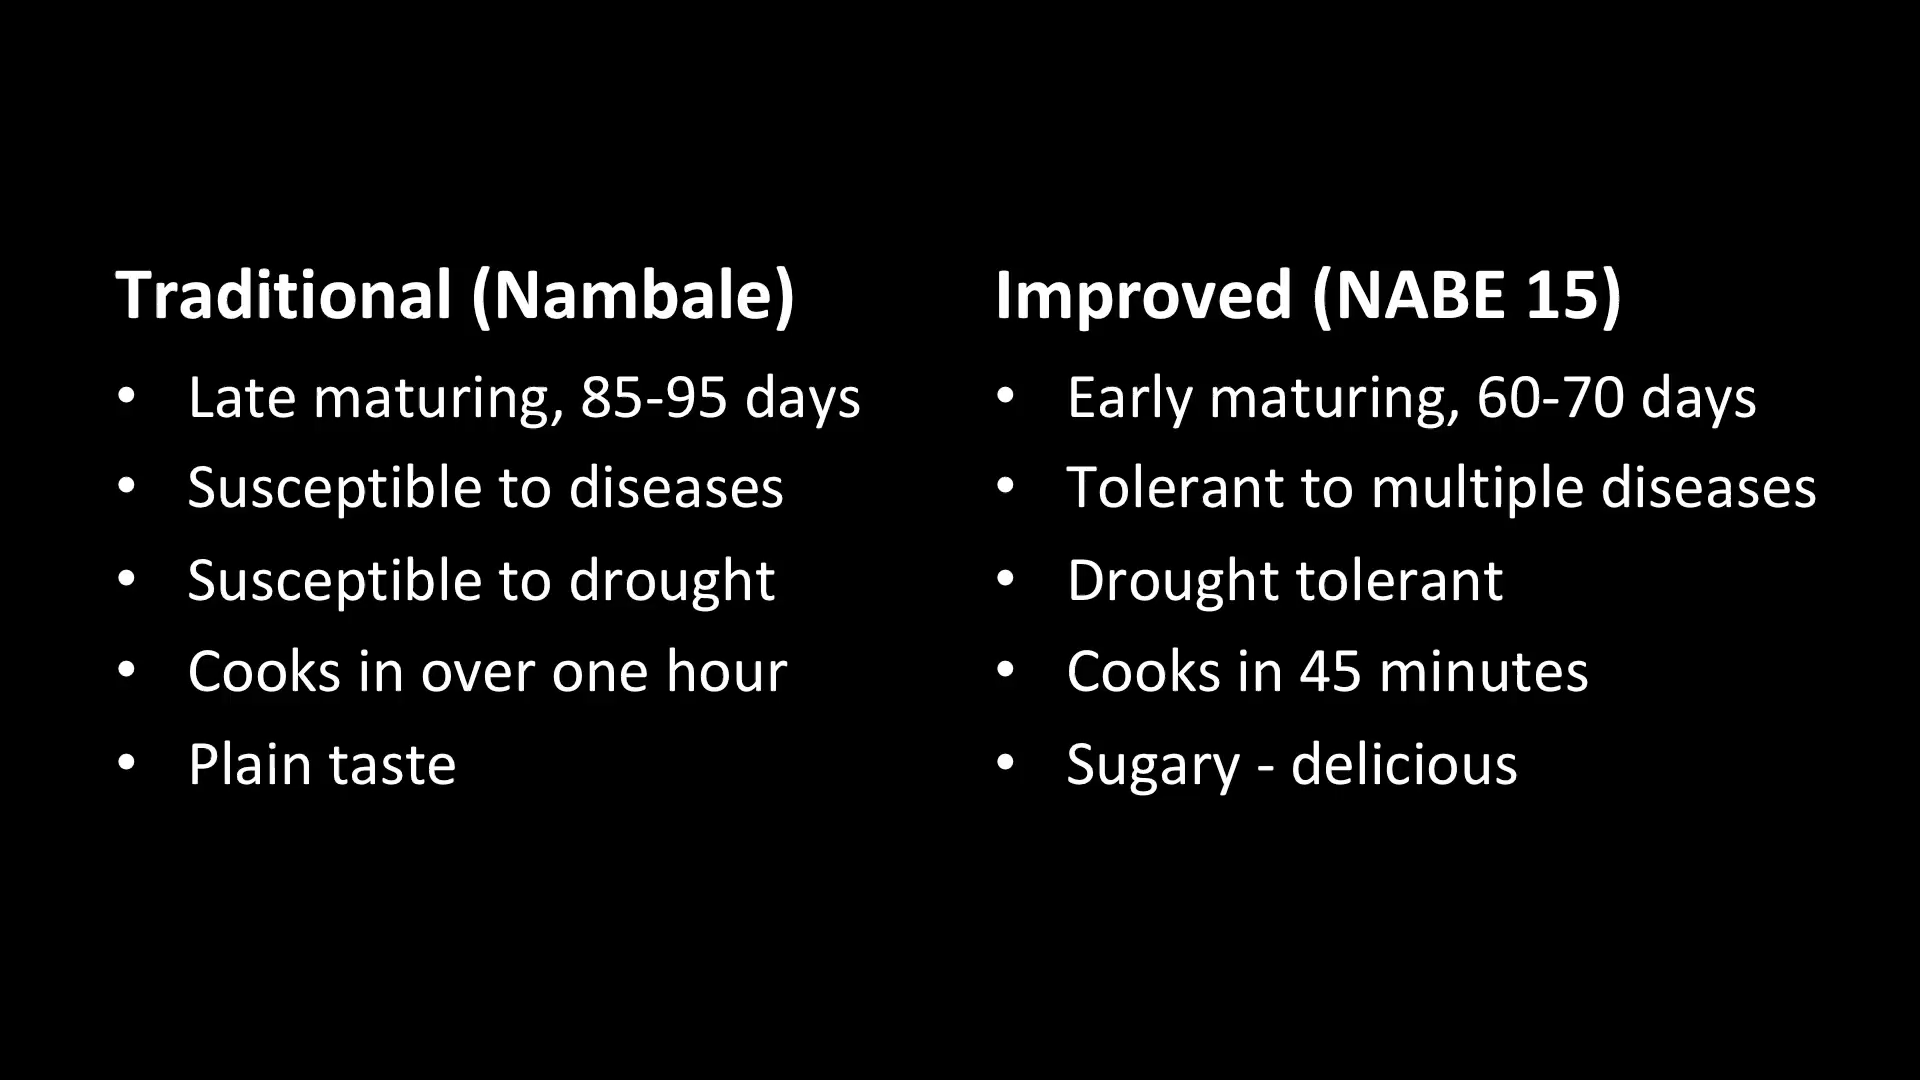 Traditional (Nambale)
• Late maturing, 85-95 days
• Susceptible to diseases
• Susceptible to drought
• Cooks in over one hour
• Plain taste
Improved (NABE 15)
• Early maturing, 60-70 days
• Tolerant to multiple diseases
• Drought tolerant
• Cooks in 45 minutes
• Sugary - delicious